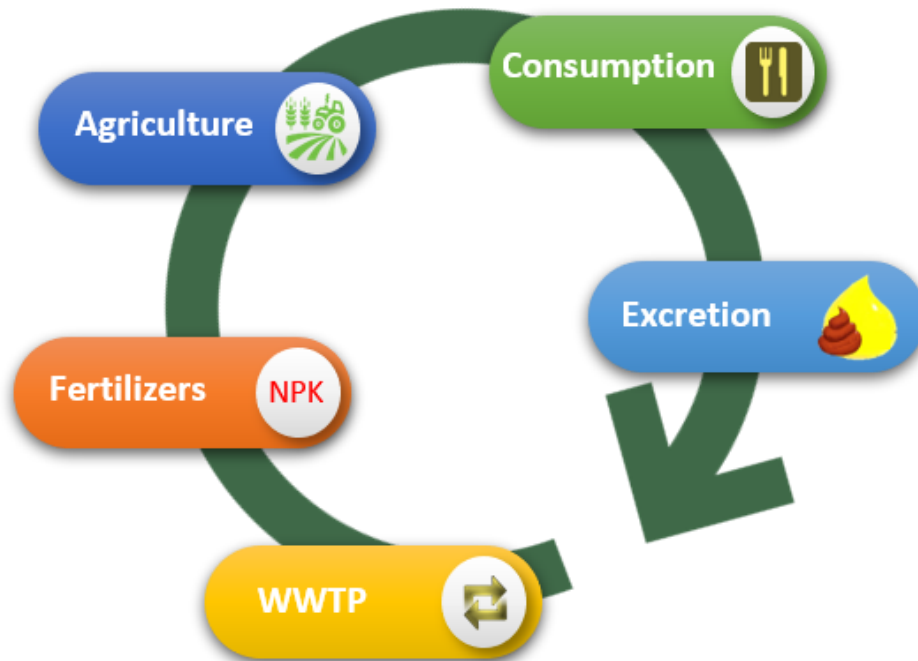 Consumption
Agriculture
Excretion
Fertilizers
NPK
WWTP